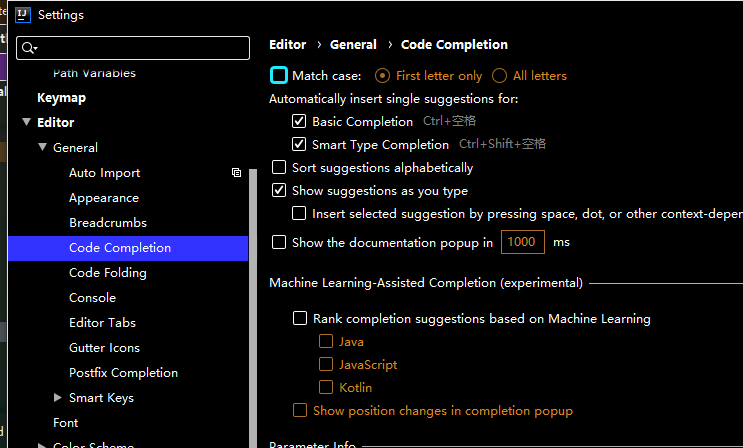 IJ Settings
Editor › General › Code Completion
Path Variables
Keymap
Editor
General
Auto Import
Appearance
Breadcrumbs
Code Completion
Code Folding
Console
Editor Tabs
Gutter Icons
Postfix Completion
Smart Keys
Font
Color Scheme
Match case: First letter only All letters
Automatically insert single suggestions for:
Basic Completion Ctrl+空格
Smart Type Completion Ctrl+Shift+空格
Sort suggestions alphabetically
Show suggestions as you type
Insert selected suggestion by pressing space, dot, or other context-depen
Show the documentation popup in 1000 ms
Machine Learning-Assisted Completion (experimental)
Rank completion suggestions based on Machine Learning
Java
JavaScript
Kotlin
Show position changes in completion popup
Parameter Info